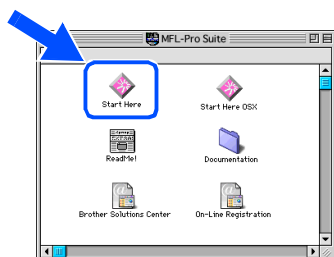 MFL-Pro Suite
Start Here
Start Here OSX
ReadMe!
Documentation
Brother Solutions Center
On-Line Registration